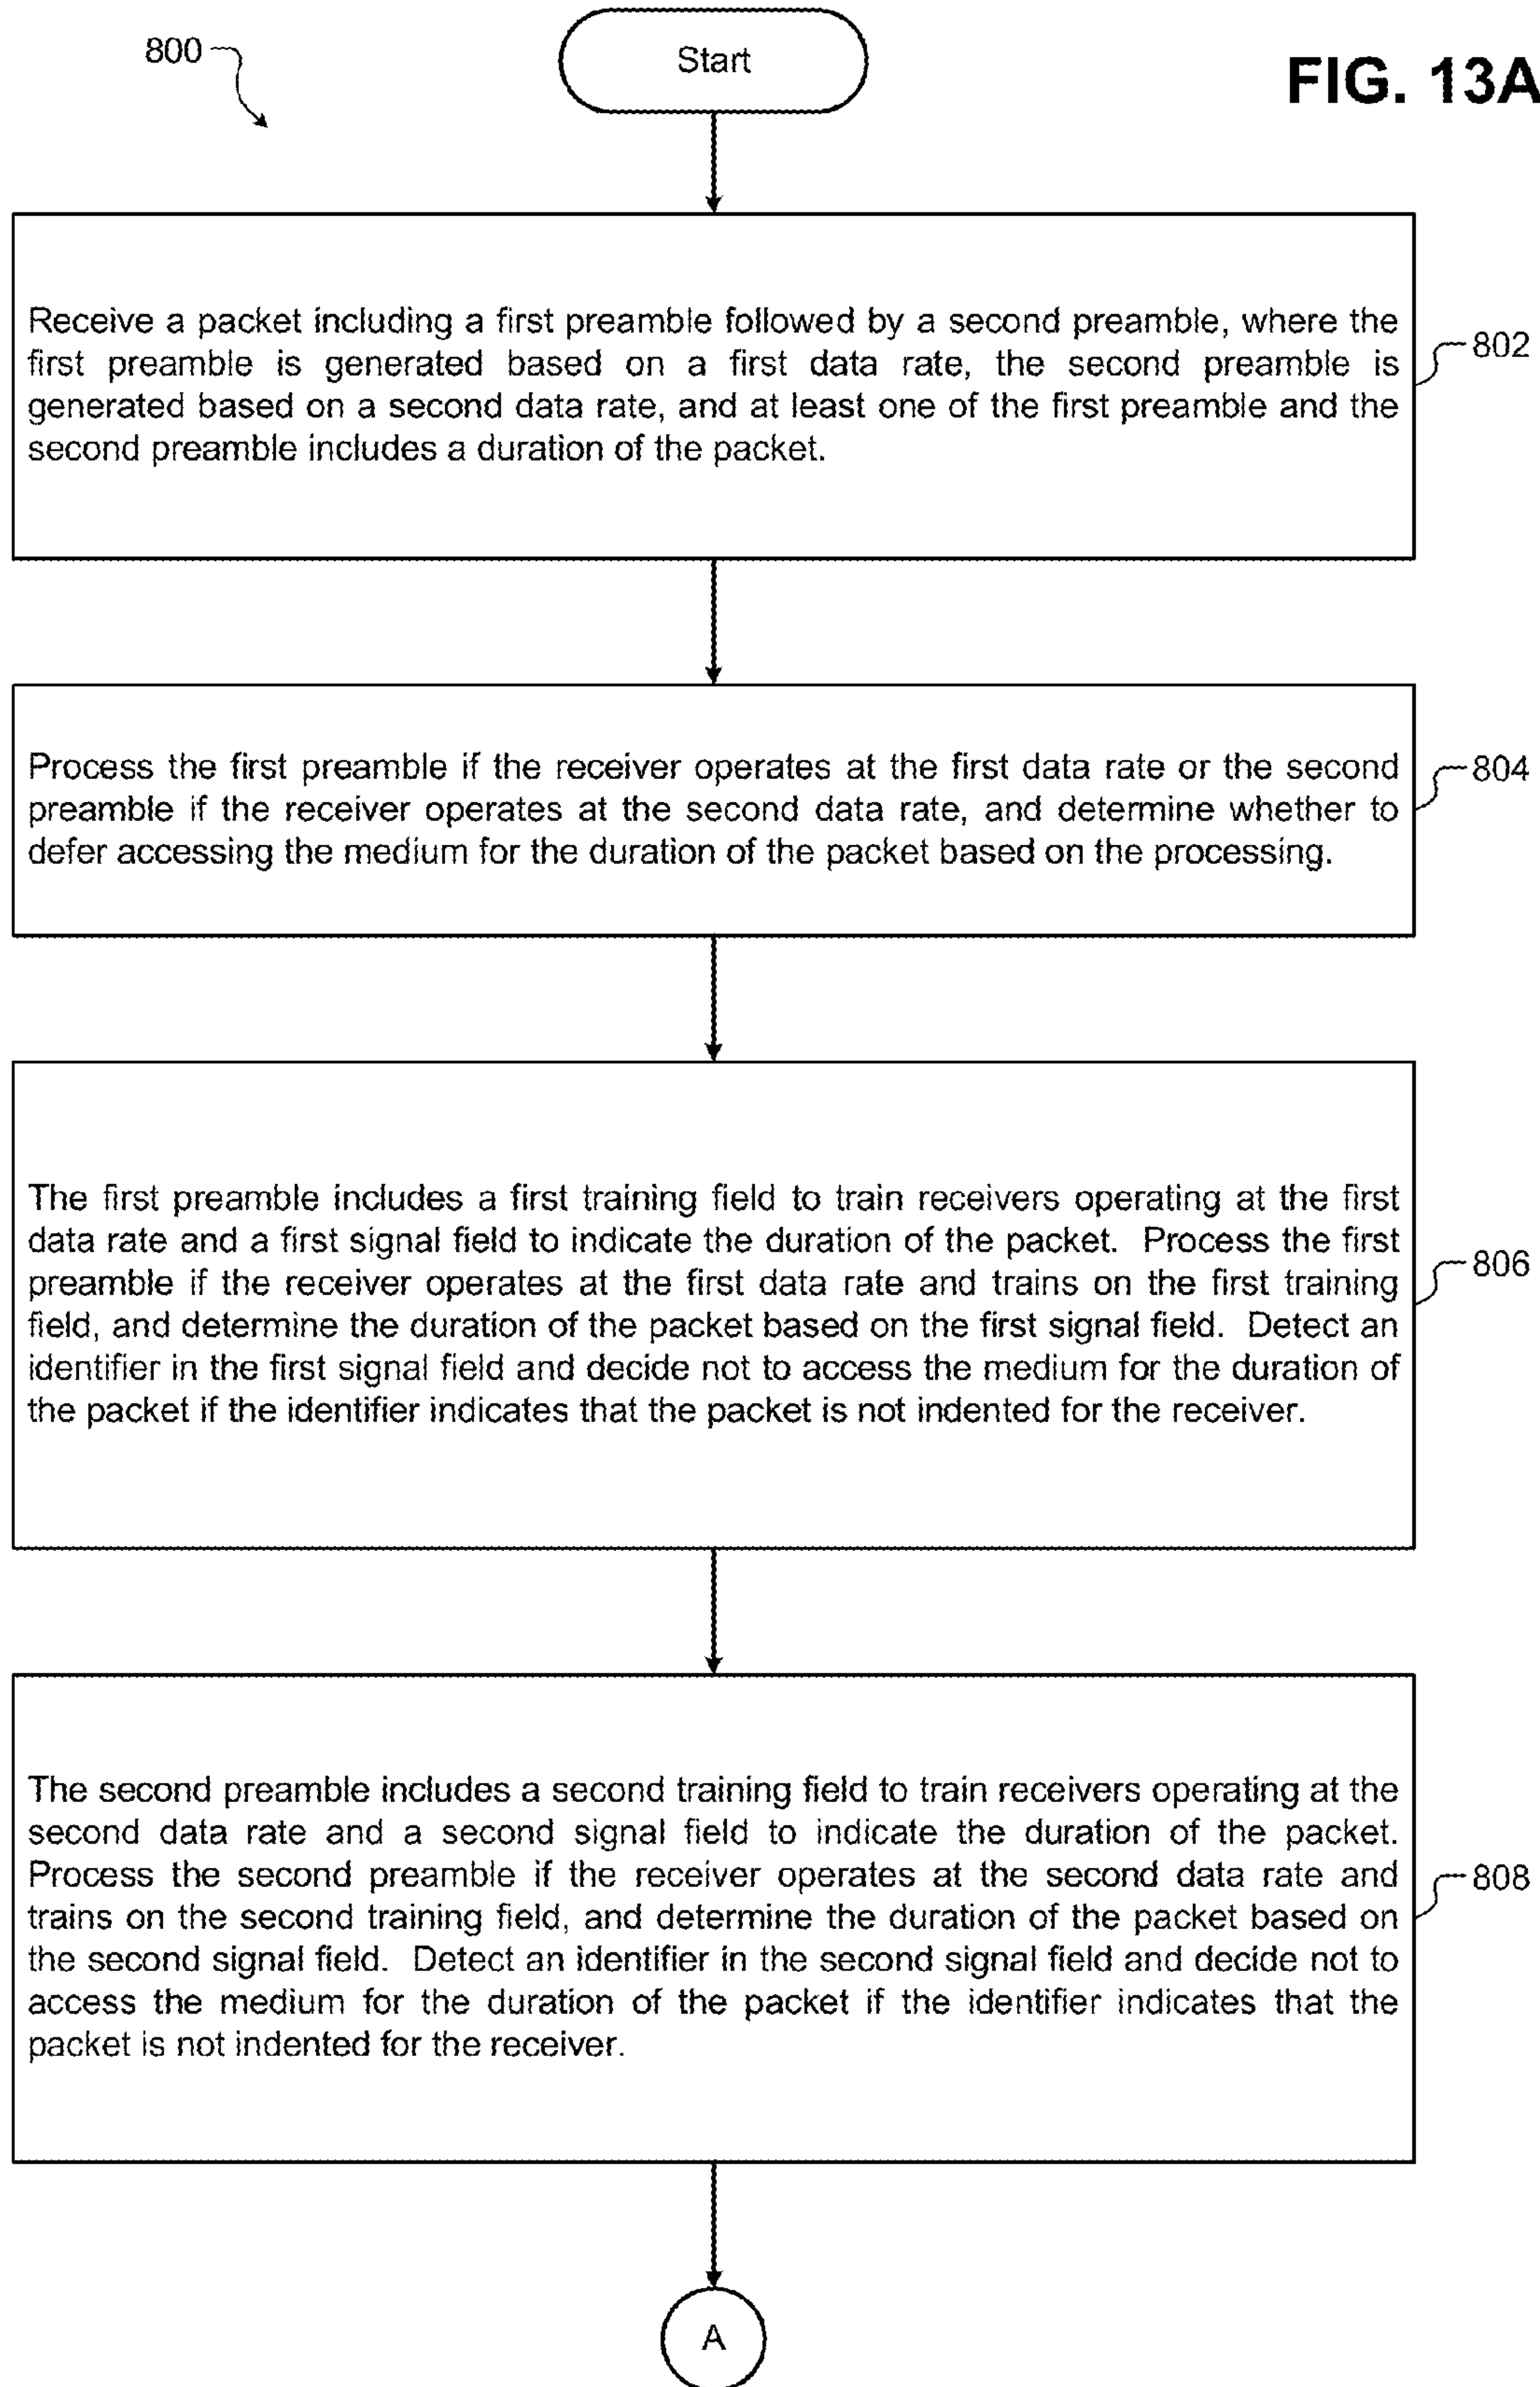 800
Start
FIG. 13A
Receive a packet including a first preamble followed by a second preamble, where the
first preamble is generated based on a first data rate, the second preamble is
generated based on a second data rate, and at least one of the first preamble and the
second preamble includes a duration of the packet.
802
Process the first preamble if the receiver operates at the first data rate or the second
preamble if the receiver operates at the second data rate, and determine whether to
defer accessing the medium for the duration of the packet based on the processing.
804
The first preamble includes a first training field to train receivers operating at the first
data rate and a first signal field to indicate the duration of the packet. Process the first
preamble if the receiver operates at the first data rate and trains on the first training
field, and determine the duration of the packet based on the first signal field. Detect an
identifier in the first signal field and decide not to access the medium for the duration of
the packet if the identifier indicates that the packet is not indented for the receiver.
806
The second preamble includes a second training field to train receivers operating at the
second data rate and a second signal field to indicate the duration of the packet.
Process the second preamble if the receiver operates at the second data rate and
trains on the second training field, and determine the duration of the packet based on
the second signal field. Detect an identifier in the second signal field and decide not to
access the medium for the duration of the packet if the identifier indicates that the
packet is not indented for the receiver.
808
A